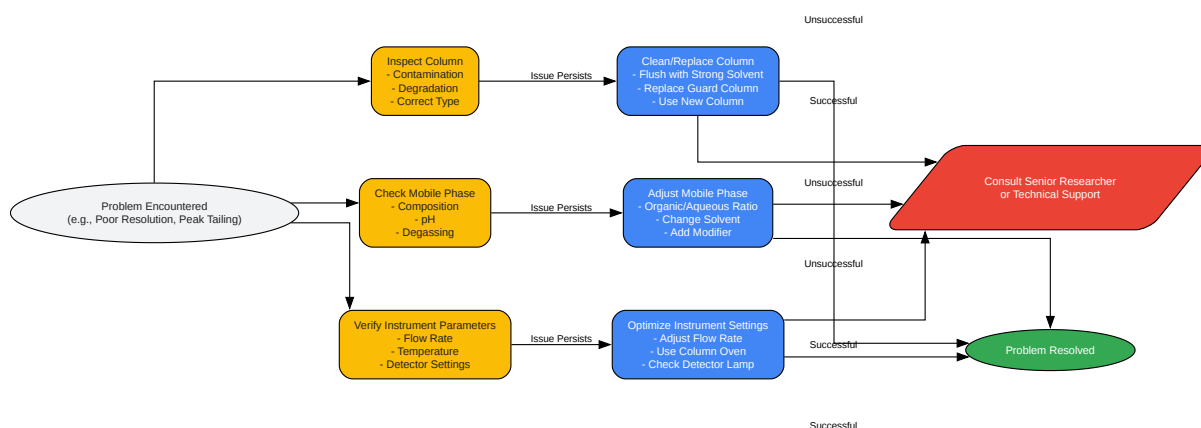 Unsuccessful
Inspect Column
- Contamination
- Degradation
- Correct Type
Issue Persists
Clean/Replace Column
- Flush with Strong Solvent
- Replace Guard Column
- Use New Column
Successful
Problem Encountered
(e.g., Poor Resolution, Peak Tailing)
Check Mobile Phase
- Composition
- pH
- Degassing
Issue Persists
Adjust Mobile Phase
- Organic/Aqueous Ratio
- Change Solvent
- Add Modifier
Unsuccessful
Consult Senior Researcher
or Technical Support
Unsuccessful
Verify Instrument Parameters
- Flow Rate
- Temperature
- Detector Settings
Issue Persists
Optimize Instrument Settings
- Adjust Flow Rate
- Use Column Oven
- Check Detector Lamp
Successful
Problem Resolved
Successful